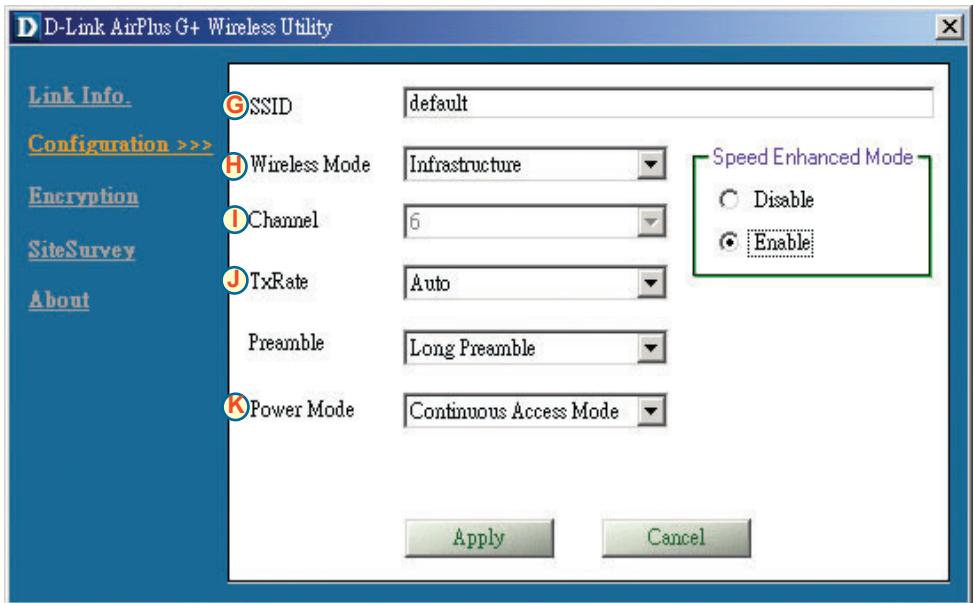 D D-Link AirPlus G+ Wireless Utility
Link Info.
Configuration >>>
Encryption
SiteSurvey
About
G SSID default
H Wireless Mode Infrastructure
I Channel 6
J TxRate Auto
Preamble Long Preamble
K Power Mode Continuous Access Mode
Speed Enhanced Mode
Disable
Enable
Apply Cancel